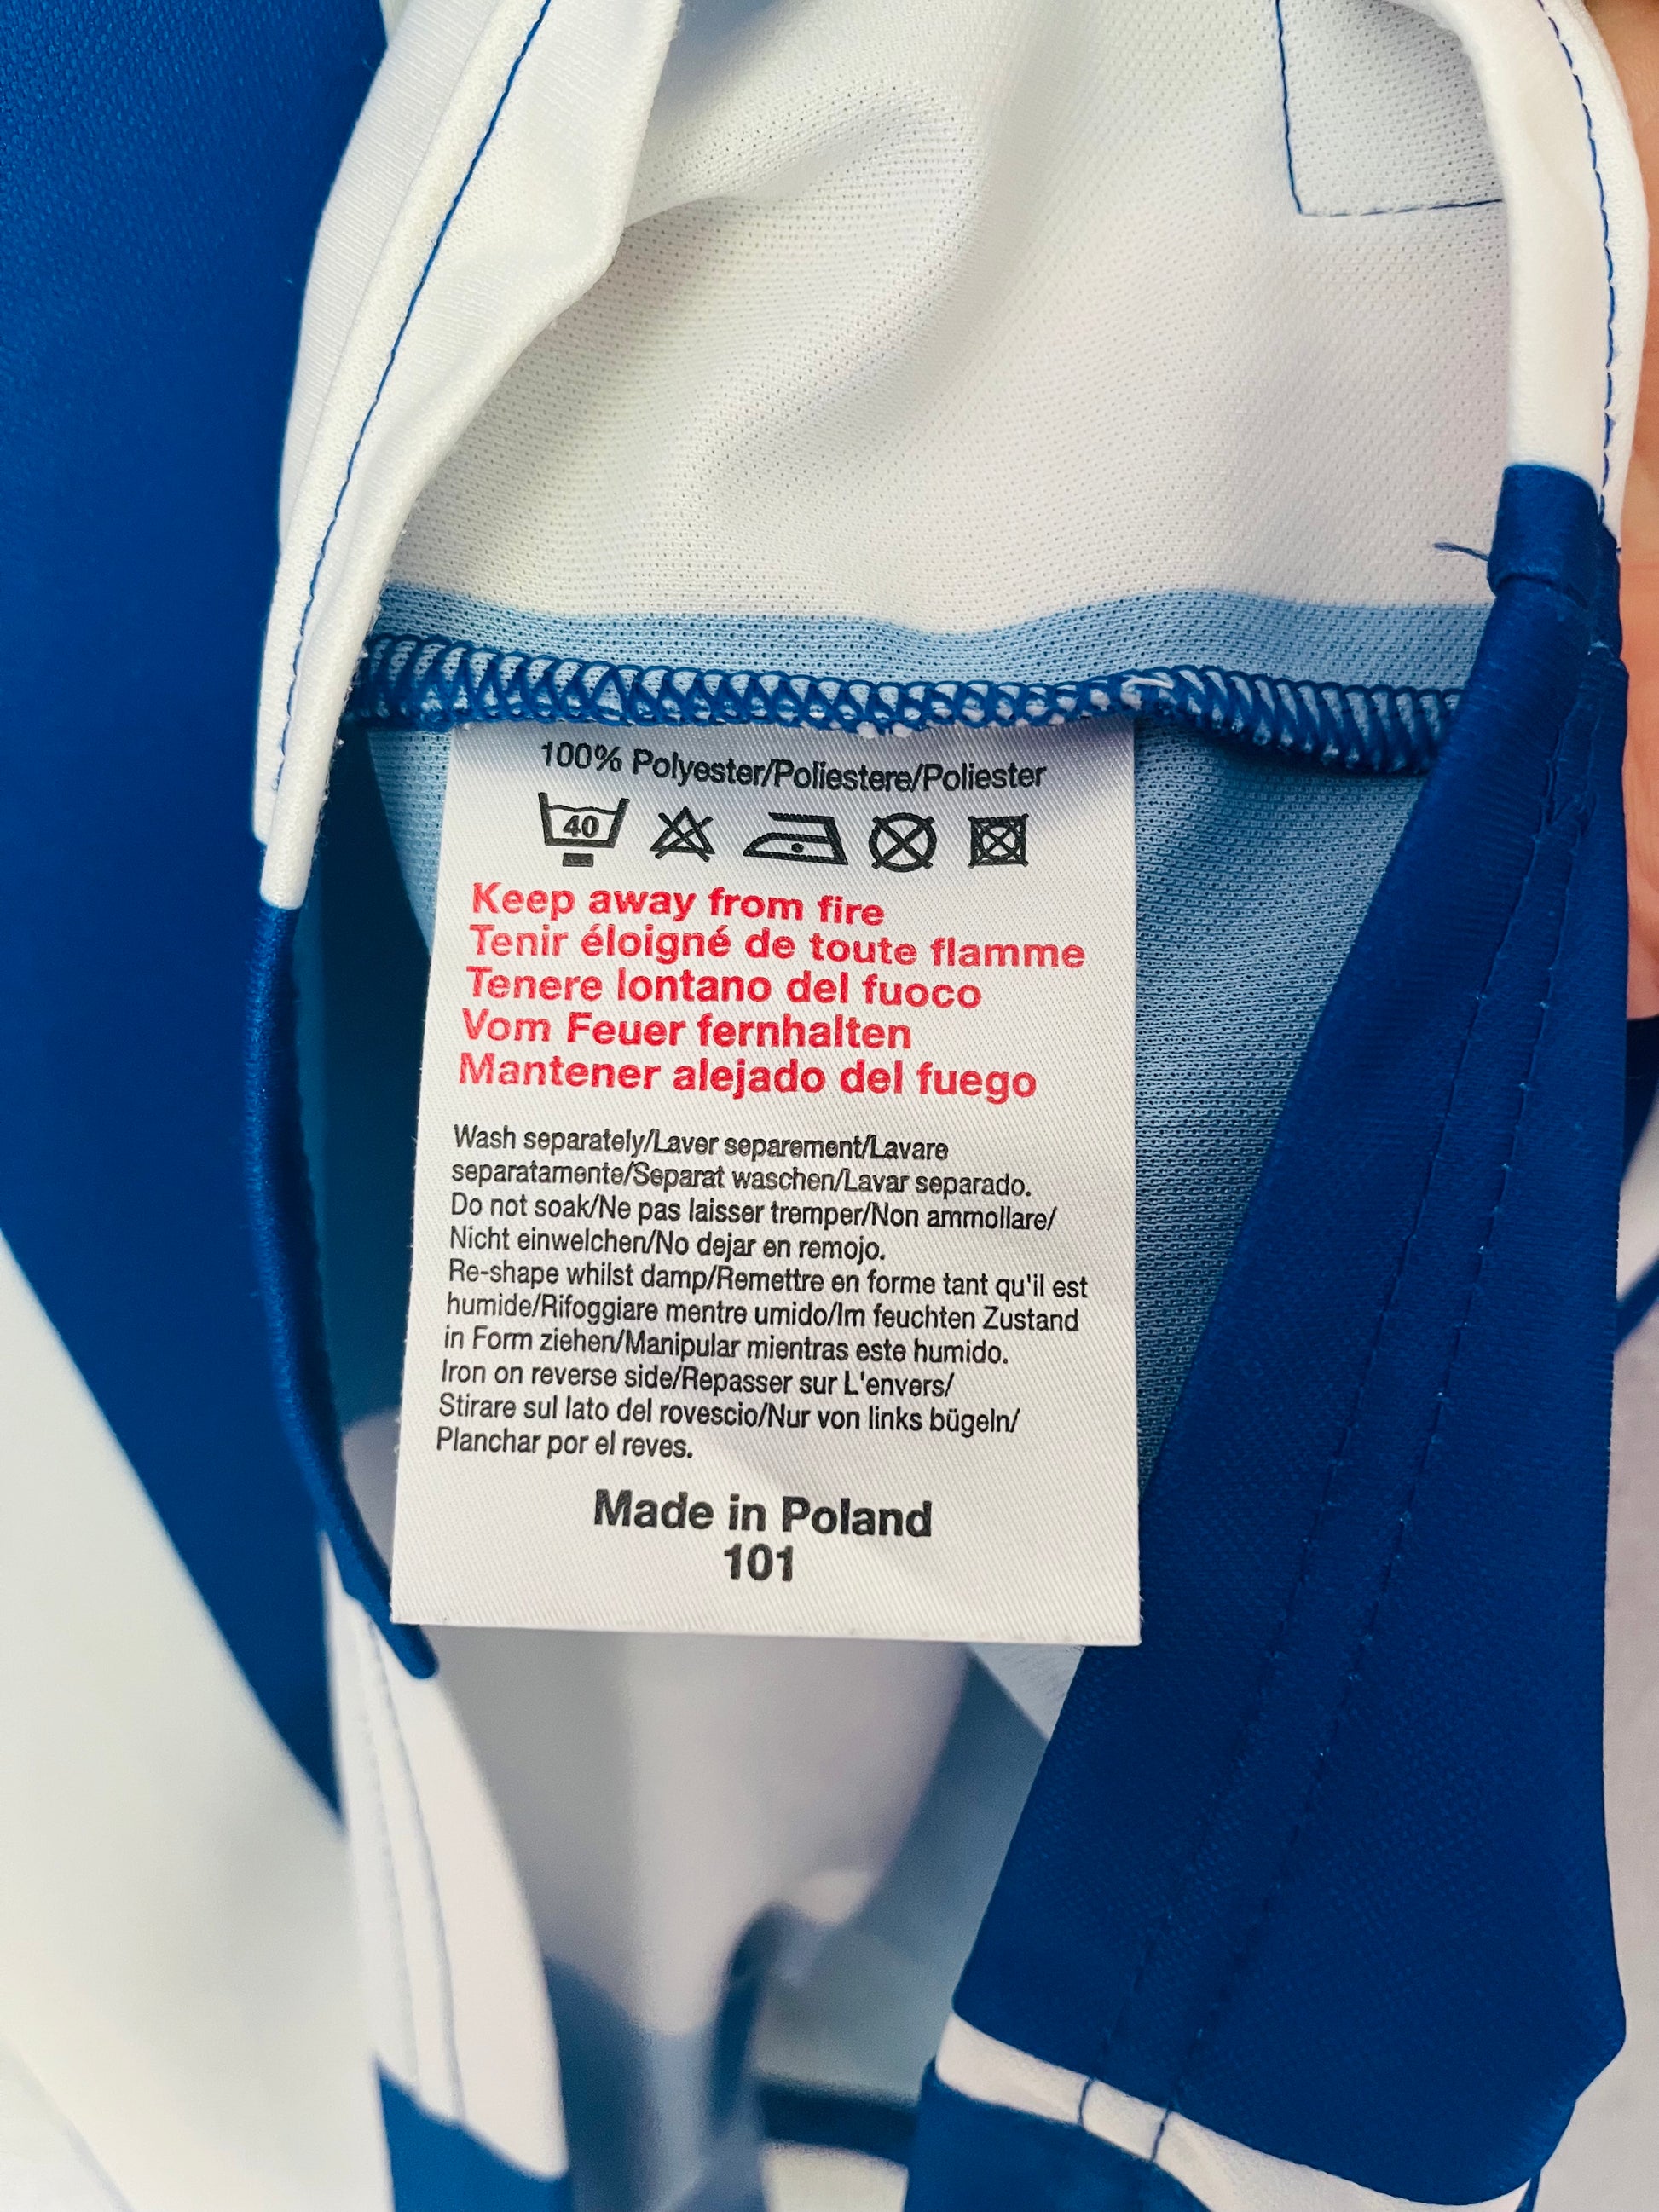 100% Polyester/Poliestere/Poliester
40
Keep away from fire
Tenir éloigné de toute flamme
Tenere lontano del fuoco
Vom Feuer fernhalten
Mantener alejado del fuego
Wash separately/Laver separement/Lavare
separatamente/Separat waschen/Lavar separado.
Do not soak/Ne pas laisser tremper/Non ammollare/
Nicht einwelchen/No dejar en remojo.
Re-shape whilst damp/Remettre en forme tant qu'il est
humide/Rifoggiare mentre umido/Im feuchten Zustand
in Form ziehen/Manipular mientras este humido.
Iron on reverse side/Repasser sur L'envers/
Stirare sul lato del rovescio/Nur von links bügeln/
Planchar por el reves.
Made in Poland
101